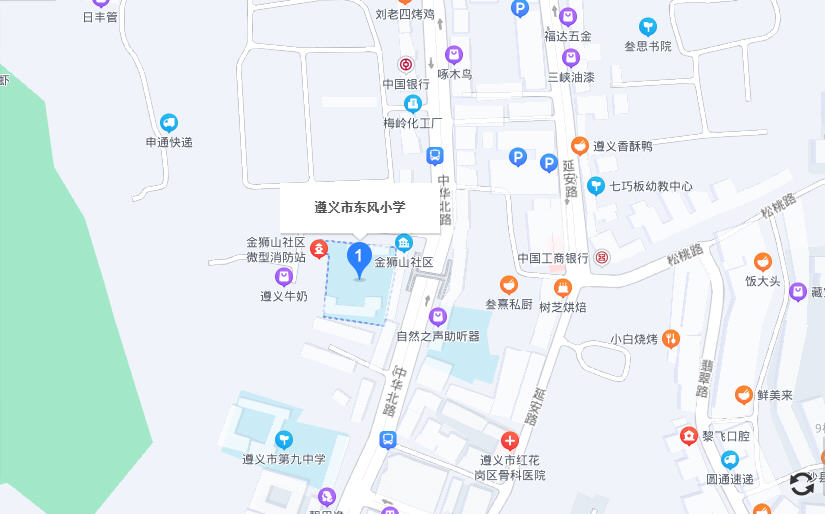 日丰管
刘老四烤鸡
P
福达五金
叁思书院
啄木鸟
三峡油漆
虾
中国银行
梅岭化工厂
申通快递
遵义香酥鸭
P
P
延安路
中华北路
七巧板幼教中心
遵义市东风小学
松桃路
金狮山社区
微型消防站
1
金狮山社区
中国工商银行
松桃路
遵义牛奶
叁熹私厨
树芝烘焙
饭大头
藏
自然之声助听器
小白烧烤
中华北路
延安路
翡翠路
鲜美来
遵义市第九中学
遵义市红花
岗区骨科医院
黎飞口腔
圆通速递
沙县